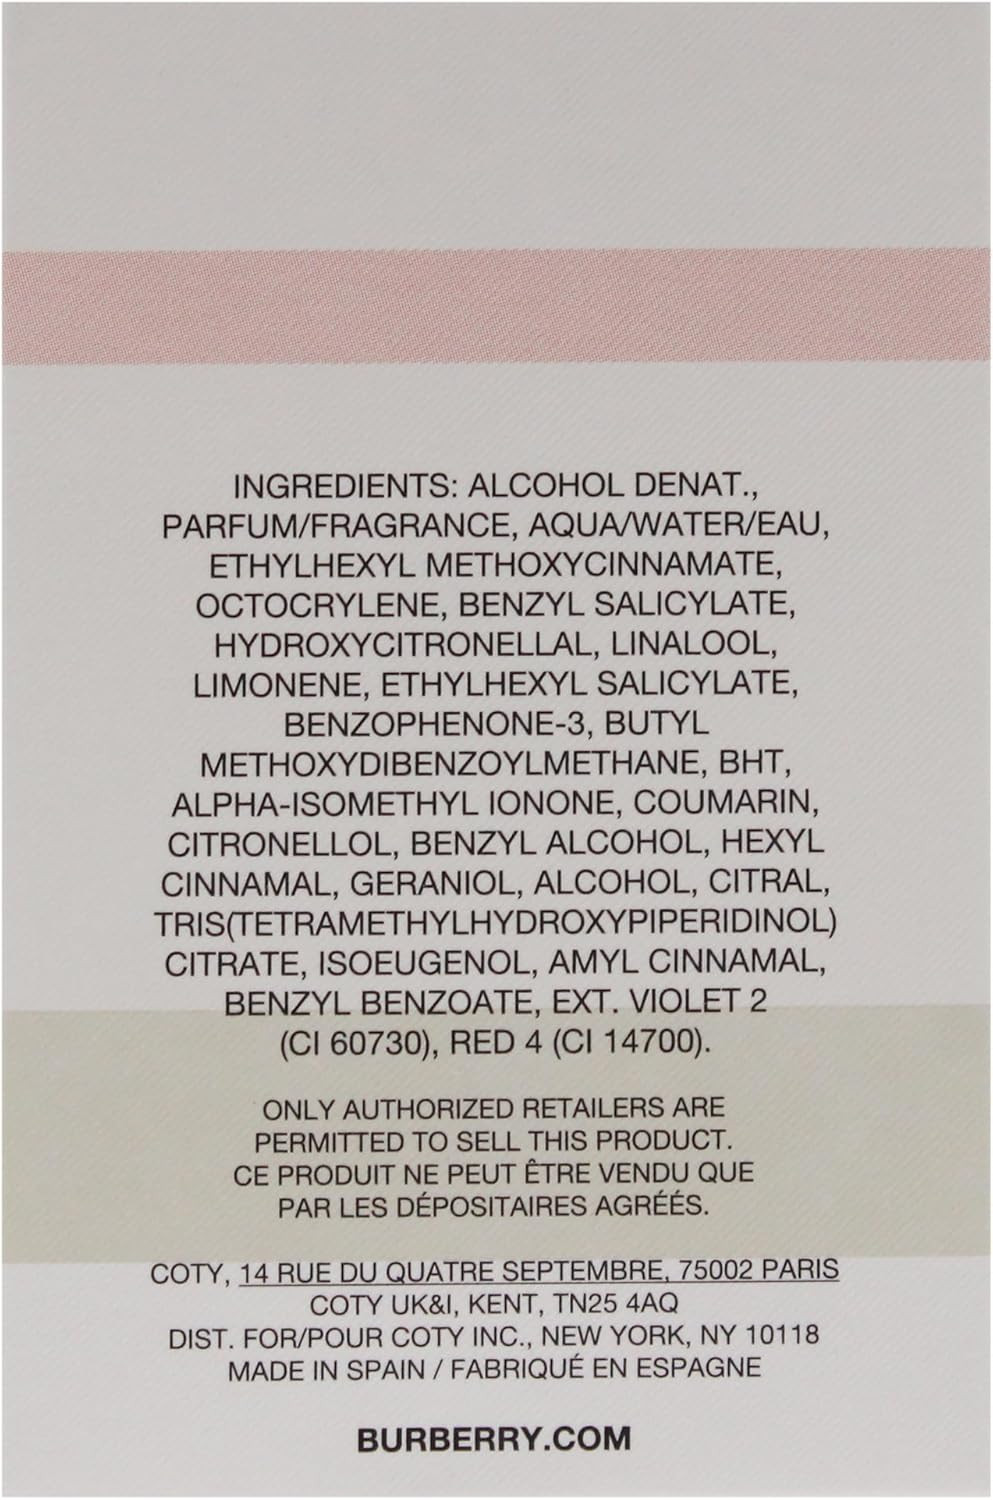 INGREDIENTS: ALCOHOL DENAT.,
PARFUM/FRAGRANCE, AQUA/WATER/EAU,
ETHYLHEXYL METHOXYCINNAMATE,
OCTOCRYLENE, BENZYL SALICYLATE,
HYDROXYCITRONELLAL, LINALOOL,
LIMONENE, ETHYLHEXYL SALICYLATE,
BENZOPHENONE-3, BUTYL
METHOXYDIBENZOYLMETHANE, BHT,
ALPHA-ISOMETHYL IONONE, COUMARIN,
CITRONELLOL, BENZYL ALCOHOL, HEXYL
CINNAMAL, GERANIOL, ALCOHOL, CITRAL,
TRIS(TETRAMETHYLHYDROXYPIPERIDINOL)
CITRATE, ISOEUGENOL, AMYL CINNAMAL,
BENZYL BENZOATE, EXT. VIOLET 2
(CI 60730), RED 4 (CI 14700).
ONLY AUTHORIZED RETAILERS ARE
PERMITTED TO SELL THIS PRODUCT.
CE PRODUIT NE PEUT ÊTRE VENDU QUE
PAR LES DÉPOSITAIRES AGRÉÉS.
COTY, 14 RUE DU QUATRE SEPTEMBRE, 75002 PARIS
COTY UK&I, KENT, TN25 4AQ
DIST. FOR/POUR COTY INC., NEW YORK, NY 10118
MADE IN SPAIN / FABRIQUÉ EN ESPAGNE
BURBERRY.COM